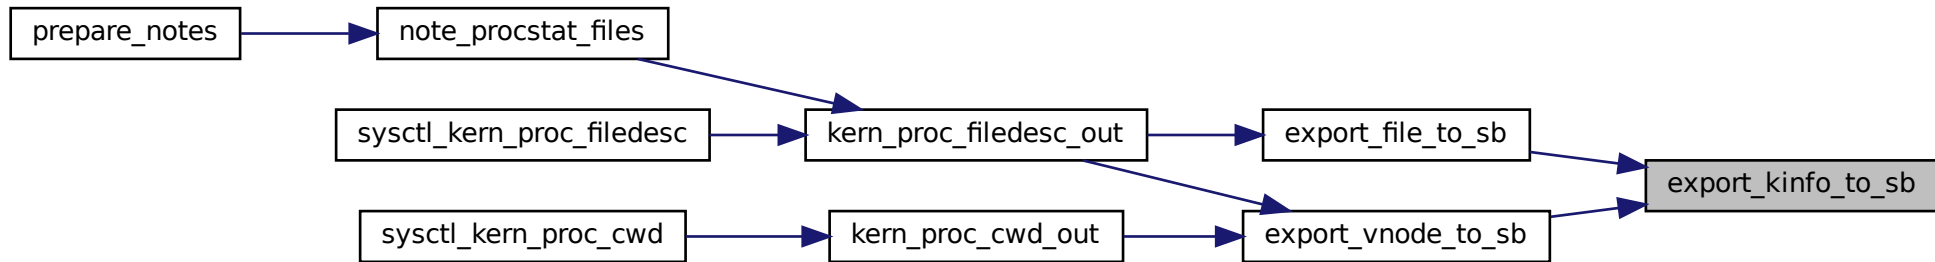 prepare_notes
note_procstat_files
sysctl_kern_proc_filedesc
kern_proc_filedesc_out
export_file_to_sb
export_kinfo_to_sb
sysctl_kern_proc_cwd
kern_proc_cwd_out
export_vnode_to_sb